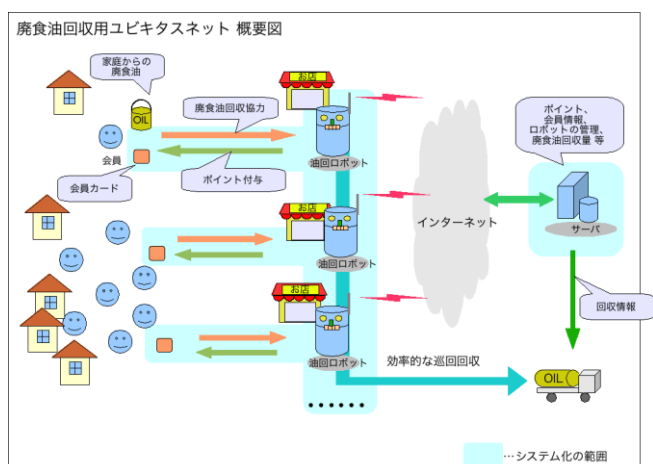 廃食油回収用ユビキタスネット 概要図
家庭からの
廃食油
OIL
廃食油回収協力
会員
会員カード
ポイント付与
お店
油回ロボット
お店
油回ロボット
お店
油回ロボット
インターネット
ポイント、
会員情報、
ロボットの管理、
廃食油回収量 等
サーバ
回収情報
効率的な巡回回収
OIL
……
…システム化の範囲